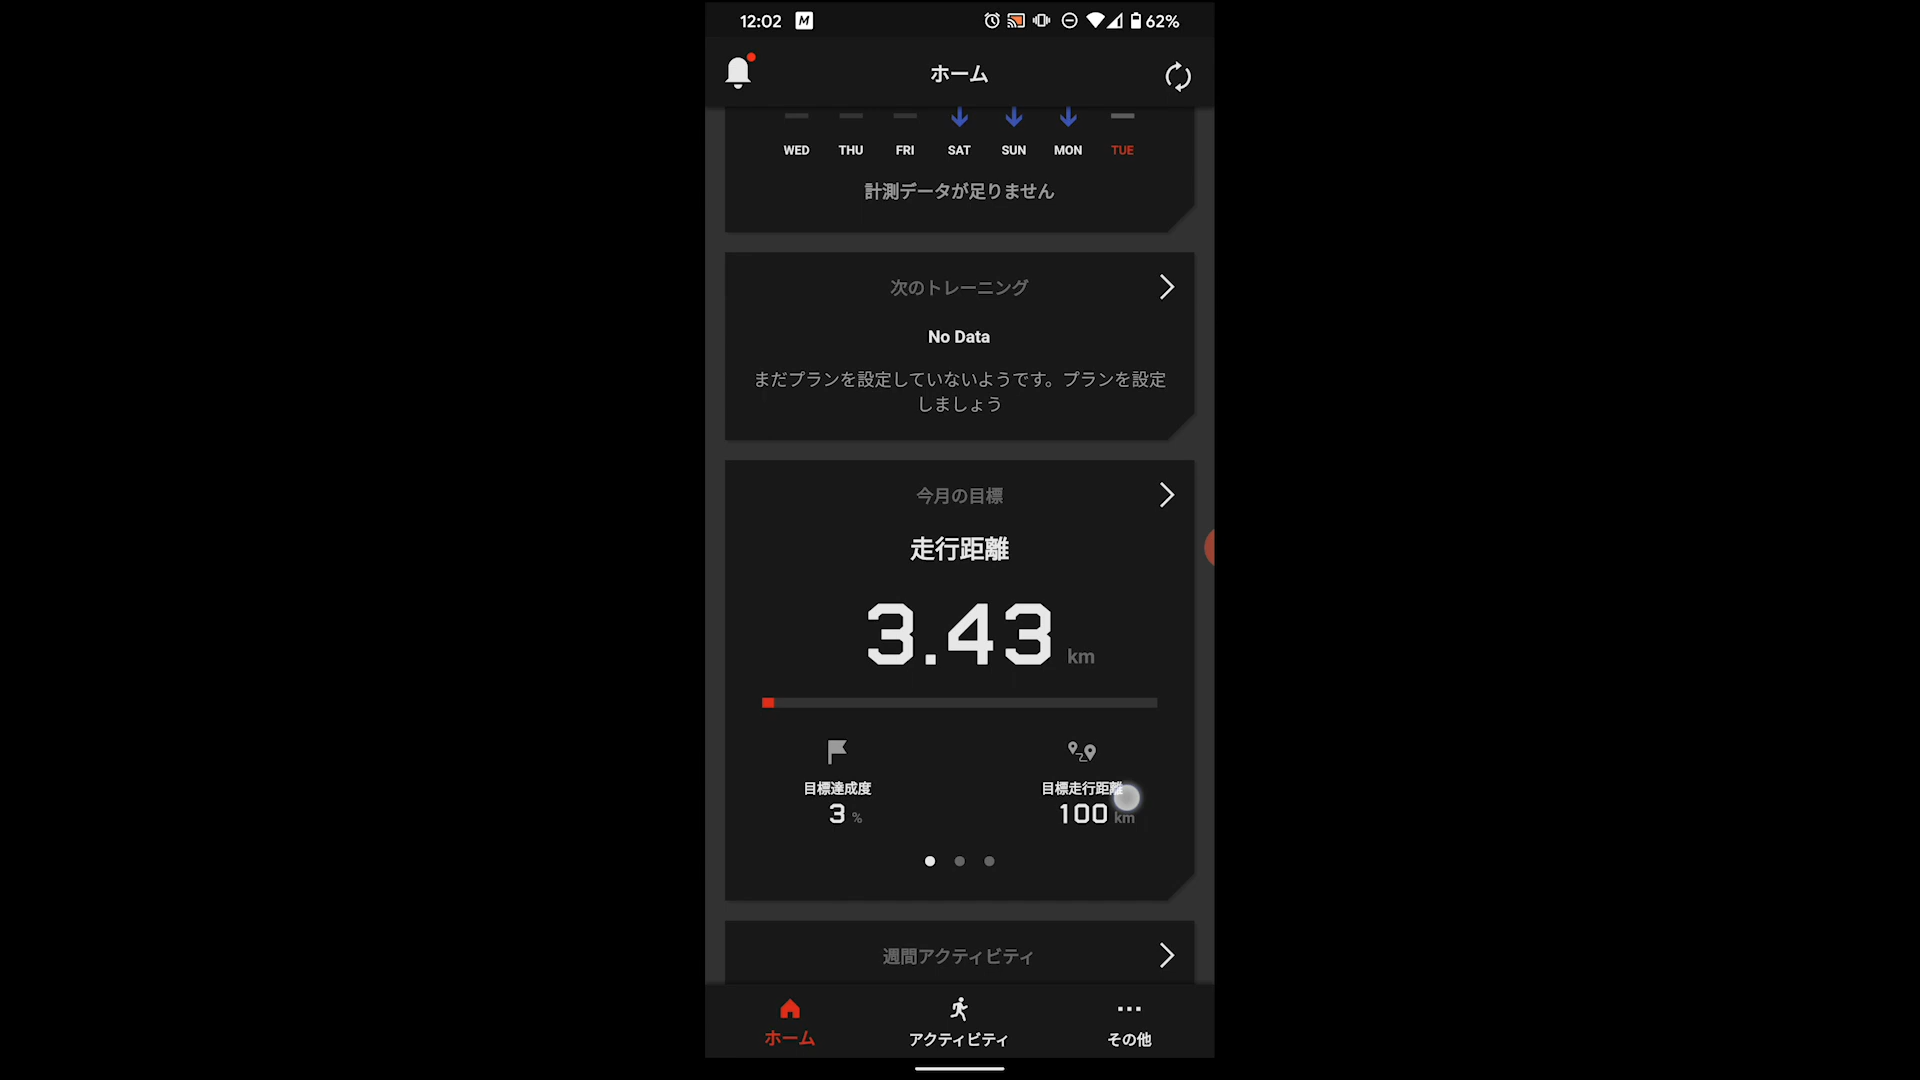 12:02 M 62%
ホーム
WED THU FRI SAT SUN MON TUE
計測データが足りません
次のトレーニング
No Data
まだプランを設定していないようです。プランを設定
しましょう
今月の目標
走行距離
3.43 km
目標達成度 目標走行距離
3 % 100 km
週間アクティビティ
ホーム アクティビティ その他